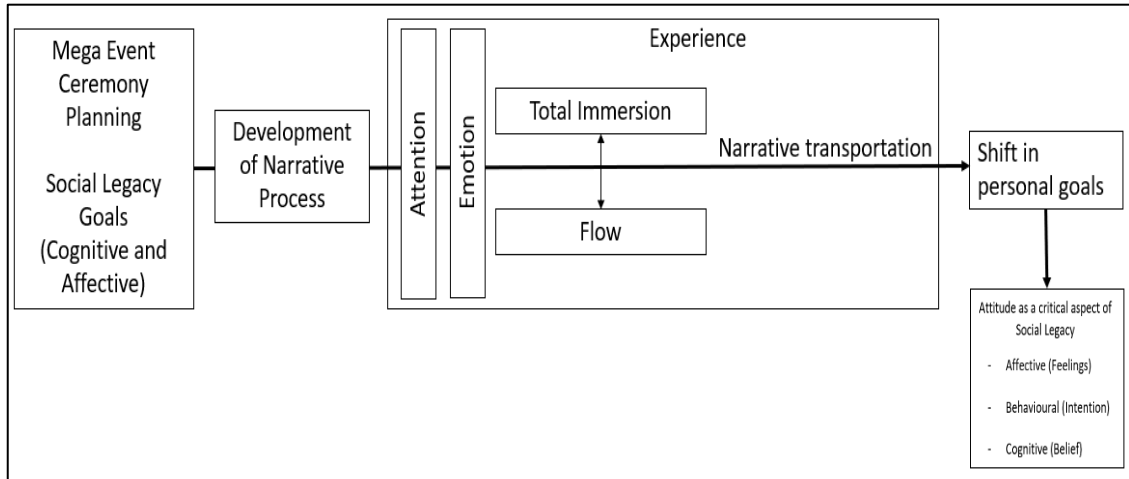 Mega Event
Ceremony
Planning
Social Legacy
Goals
(Cognitive and
Affective)
Development
of Narrative
Process
Experience
Attention
Emotion
Total Immersion
Flow
Narrative transportation
Shift in
personal goals
Attitude as a critical aspect of
Social Legacy
- Affective (Feelings)
- Behavioural (Intention)
- Cognitive (Belief)